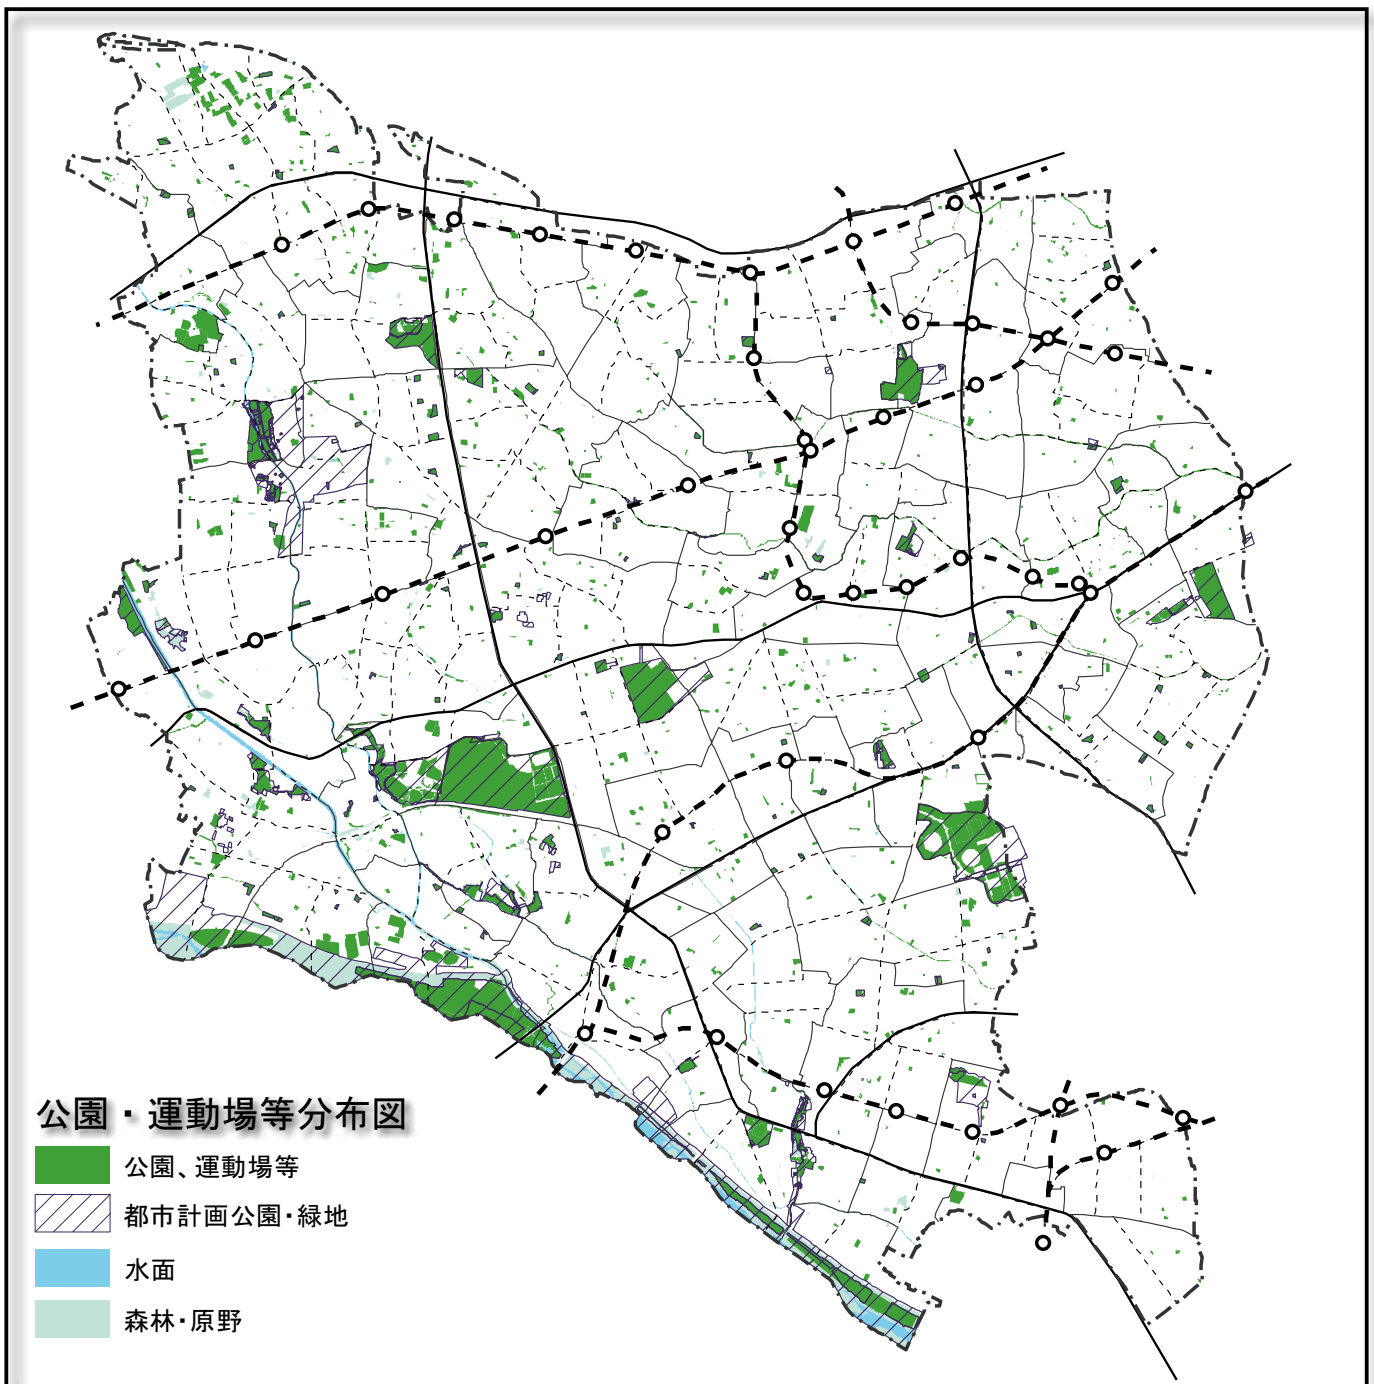 公園・運動場等分布図
公園、運動場等
都市計画公園・緑地
水面
森林・原野